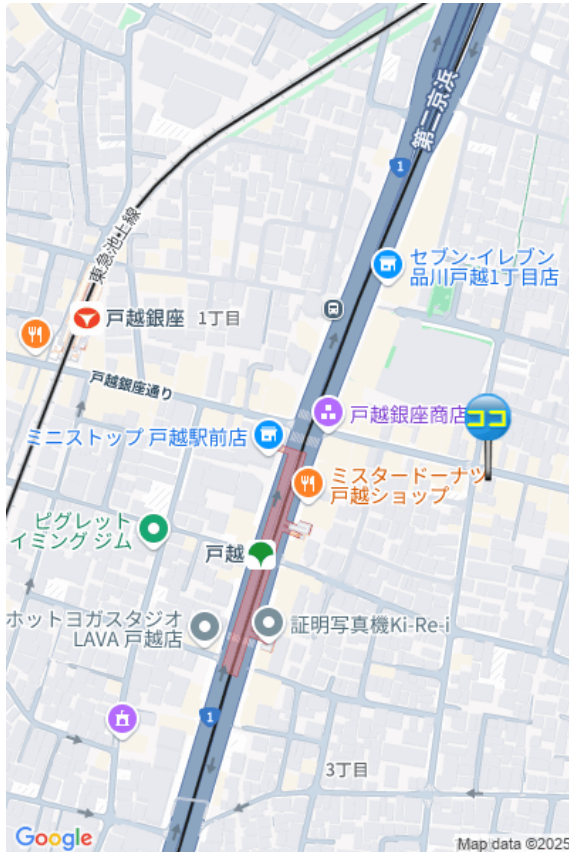 第二京浜
1
東急池上線
セブン-イレブン
品川戸越1丁目店
戸越銀座
1丁目
戸越銀座通り
戸越銀座商店
ココ
ミニストップ 戸越駅前店
ミスタードーナツ
戸越ショップ
ピグレット
イミング ジム
戸越
ホットヨガスタジオ
LAVA 戸越店
証明写真機Ki-Re-i
1
3丁目
Google
Map data ©2025